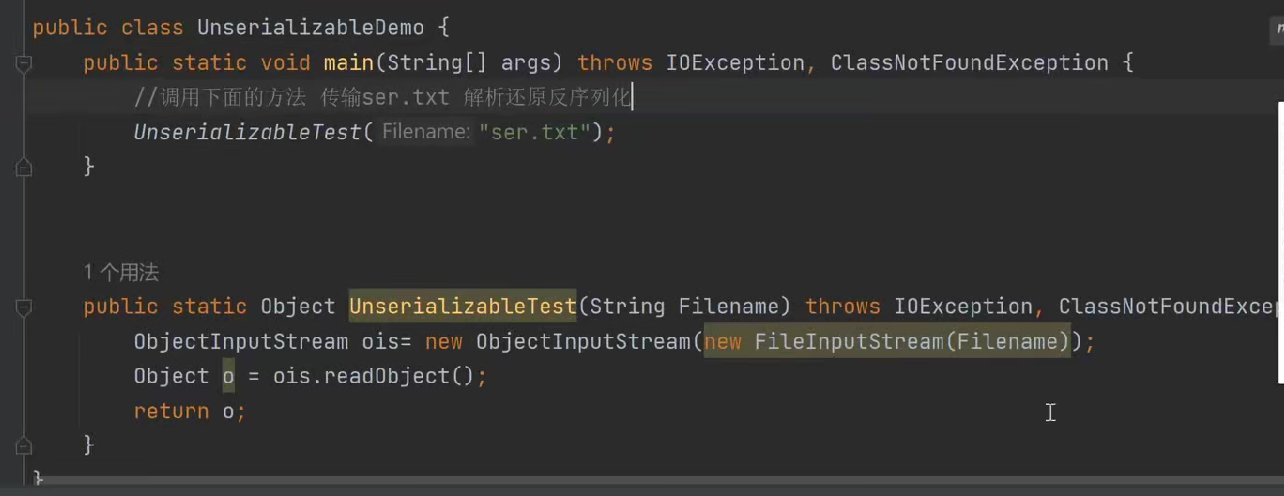 public class UnserializableDemo {
public static void main(String[] args) throws IOException, ClassNotFoundException {
//调用下面的方法 传输ser.txt 解析还原反序列化
UnserializableTest( Filename: "ser.txt");
}
1 个用法
public static Object UnserializableTest(String Filename) throws IOException, ClassNotFoundExcep
ObjectInputStream ois= new ObjectInputStream(new FileInputStream(Filename));
Object o = ois.readObject();
return o;
}
}